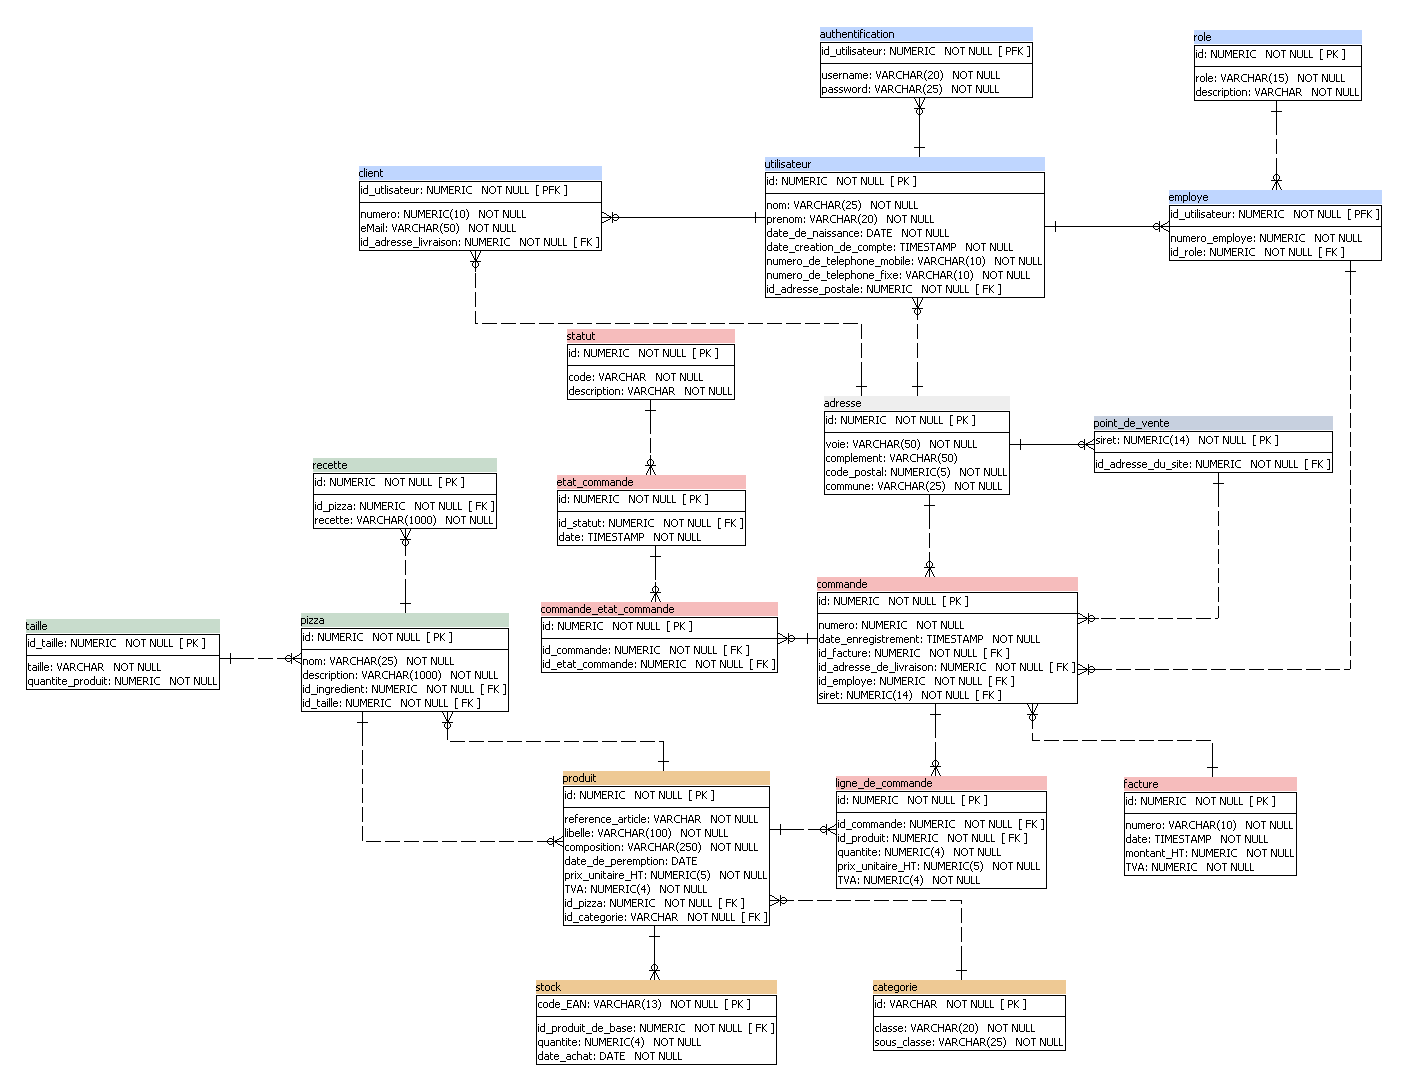 authentification
id_utilisateur: NUMERIC NOT NULL [ PFK ]
username: VARCHAR(20) NOT NULL
password: VARCHAR(25) NOT NULL
role
id: NUMERIC NOT NULL [ PK ]
role: VARCHAR(15) NOT NULL
description: VARCHAR NOT NULL
client
id_utlisateur: NUMERIC NOT NULL [ PFK ]
numero: NUMERIC(10) NOT NULL
eMail: VARCHAR(50) NOT NULL
id_adresse_livraison: NUMERIC NOT NULL [ FK ]
utilisateur
id: NUMERIC NOT NULL [ PK ]
nom: VARCHAR(25) NOT NULL
prenom: VARCHAR(20) NOT NULL
date_de_naissance: DATE NOT NULL
date_creation_de_compte: TIMESTAMP NOT NULL
numero_de_telephone_mobile: VARCHAR(10) NOT NULL
numero_de_telephone_fixe: VARCHAR(10) NOT NULL
id_adresse_postale: NUMERIC NOT NULL [ FK ]
employe
id_utilisateur: NUMERIC NOT NULL [ PFK ]
numero_employe: NUMERIC NOT NULL
id_role: NUMERIC NOT NULL [ FK ]
statut
id: NUMERIC NOT NULL [ PK ]
code: VARCHAR NOT NULL
description: VARCHAR NOT NULL
adresse
id: NUMERIC NOT NULL [ PK ]
voie: VARCHAR(50) NOT NULL
complement: VARCHAR(50)
code_postal: NUMERIC(5) NOT NULL
commune: VARCHAR(25) NOT NULL
point_de_vente
siret: NUMERIC(14) NOT NULL [ PK ]
id_adresse_du_site: NUMERIC NOT NULL [ FK ]
recette
id: NUMERIC NOT NULL [ PK ]
id_pizza: NUMERIC NOT NULL [ FK ]
recette: VARCHAR(1000) NOT NULL
etat_commande
id: NUMERIC NOT NULL [ PK ]
id_statut: NUMERIC NOT NULL [ FK ]
date: TIMESTAMP NOT NULL
commande_etat_commande
id: NUMERIC NOT NULL [ PK ]
id_commande: NUMERIC NOT NULL [ FK ]
id_etat_commande: NUMERIC NOT NULL [ FK ]
commande
id: NUMERIC NOT NULL [ PK ]
numero: NUMERIC NOT NULL
date_enregistrement: TIMESTAMP NOT NULL
id_facture: NUMERIC NOT NULL [ FK ]
id_adresse_de_livraison: NUMERIC NOT NULL [ FK ]
id_employe: NUMERIC NOT NULL [ FK ]
siret: NUMERIC(14) NOT NULL [ FK ]
taille
id_taille: NUMERIC NOT NULL [ PK ]
taille: VARCHAR NOT NULL
quantite_produit: NUMERIC NOT NULL
pizza
id: NUMERIC NOT NULL [ PK ]
nom: VARCHAR(25) NOT NULL
description: VARCHAR(1000) NOT NULL
id_ingredient: NUMERIC NOT NULL [ FK ]
id_taille: NUMERIC NOT NULL [ FK ]
produit
id: NUMERIC NOT NULL [ PK ]
reference_article: VARCHAR NOT NULL
libelle: VARCHAR(100) NOT NULL
composition: VARCHAR(250) NOT NULL
date_de_peremption: DATE
prix_unitaire_HT: NUMERIC(5) NOT NULL
TVA: NUMERIC(4) NOT NULL
id_pizza: NUMERIC NOT NULL [ FK ]
id_categorie: VARCHAR NOT NULL [ FK ]
ligne_de_commande
id: NUMERIC NOT NULL [ PK ]
id_commande: NUMERIC NOT NULL [ FK ]
id_produit: NUMERIC NOT NULL [ FK ]
quantite: NUMERIC(4) NOT NULL
prix_unitaire_HT: NUMERIC(5) NOT NULL
TVA: NUMERIC(4) NOT NULL
facture
id: NUMERIC NOT NULL [ PK ]
numero: VARCHAR(10) NOT NULL
date: TIMESTAMP NOT NULL
montant_HT: NUMERIC NOT NULL
TVA: NUMERIC NOT NULL
stock
code_EAN: VARCHAR(13) NOT NULL [ PK ]
id_produit_de_base: NUMERIC NOT NULL [ FK ]
quantite: NUMERIC(4) NOT NULL
date_achat: DATE NOT NULL
categorie
id: VARCHAR NOT NULL [ PK ]
classe: VARCHAR(20) NOT NULL
sous_classe: VARCHAR(25) NOT NULL